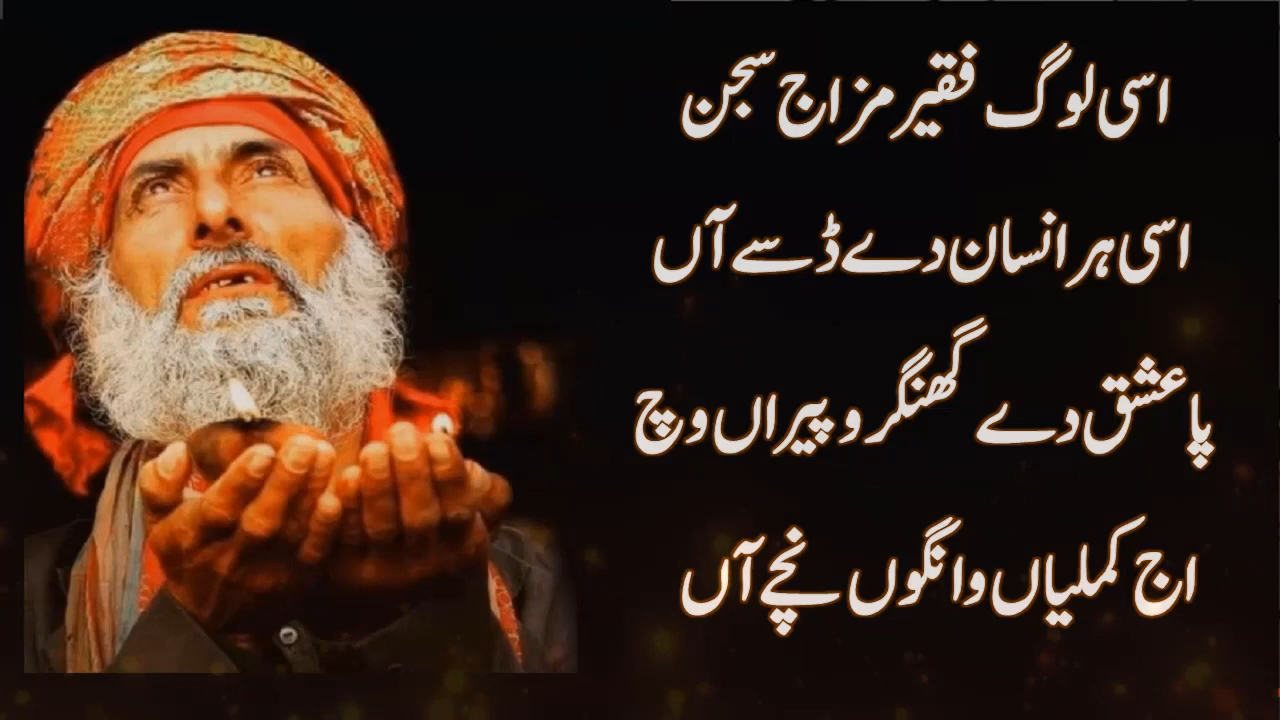 اسی لوگ فقیر مزاج سجن
اسی ہر انسان دے ڈسے آں
پا عشق دے گھنگرو پیراں وچ
اج کملیاں وانگوں نچے آں